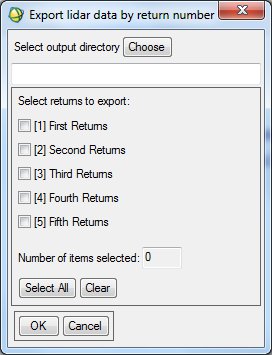 Export lidar data by return number
Select output directory Choose
Select returns to export:
[1] First Returns
[2] Second Returns
[3] Third Returns
[4] Fourth Returns
[5] Fifth Returns
Number of items selected: 0
Select All Clear
OK Cancel